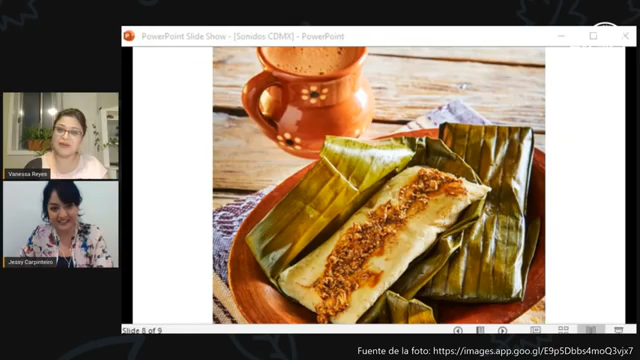 PowerPoint Slide Show - [Sonidos CDMX] - PowerPoint
Vanessa Reyes
Jessy Carpinteiro
Slide 8 of 9
Fuente de la foto: https://images.app.goo.gl/E9p5Dbbs4moQ3vjx7